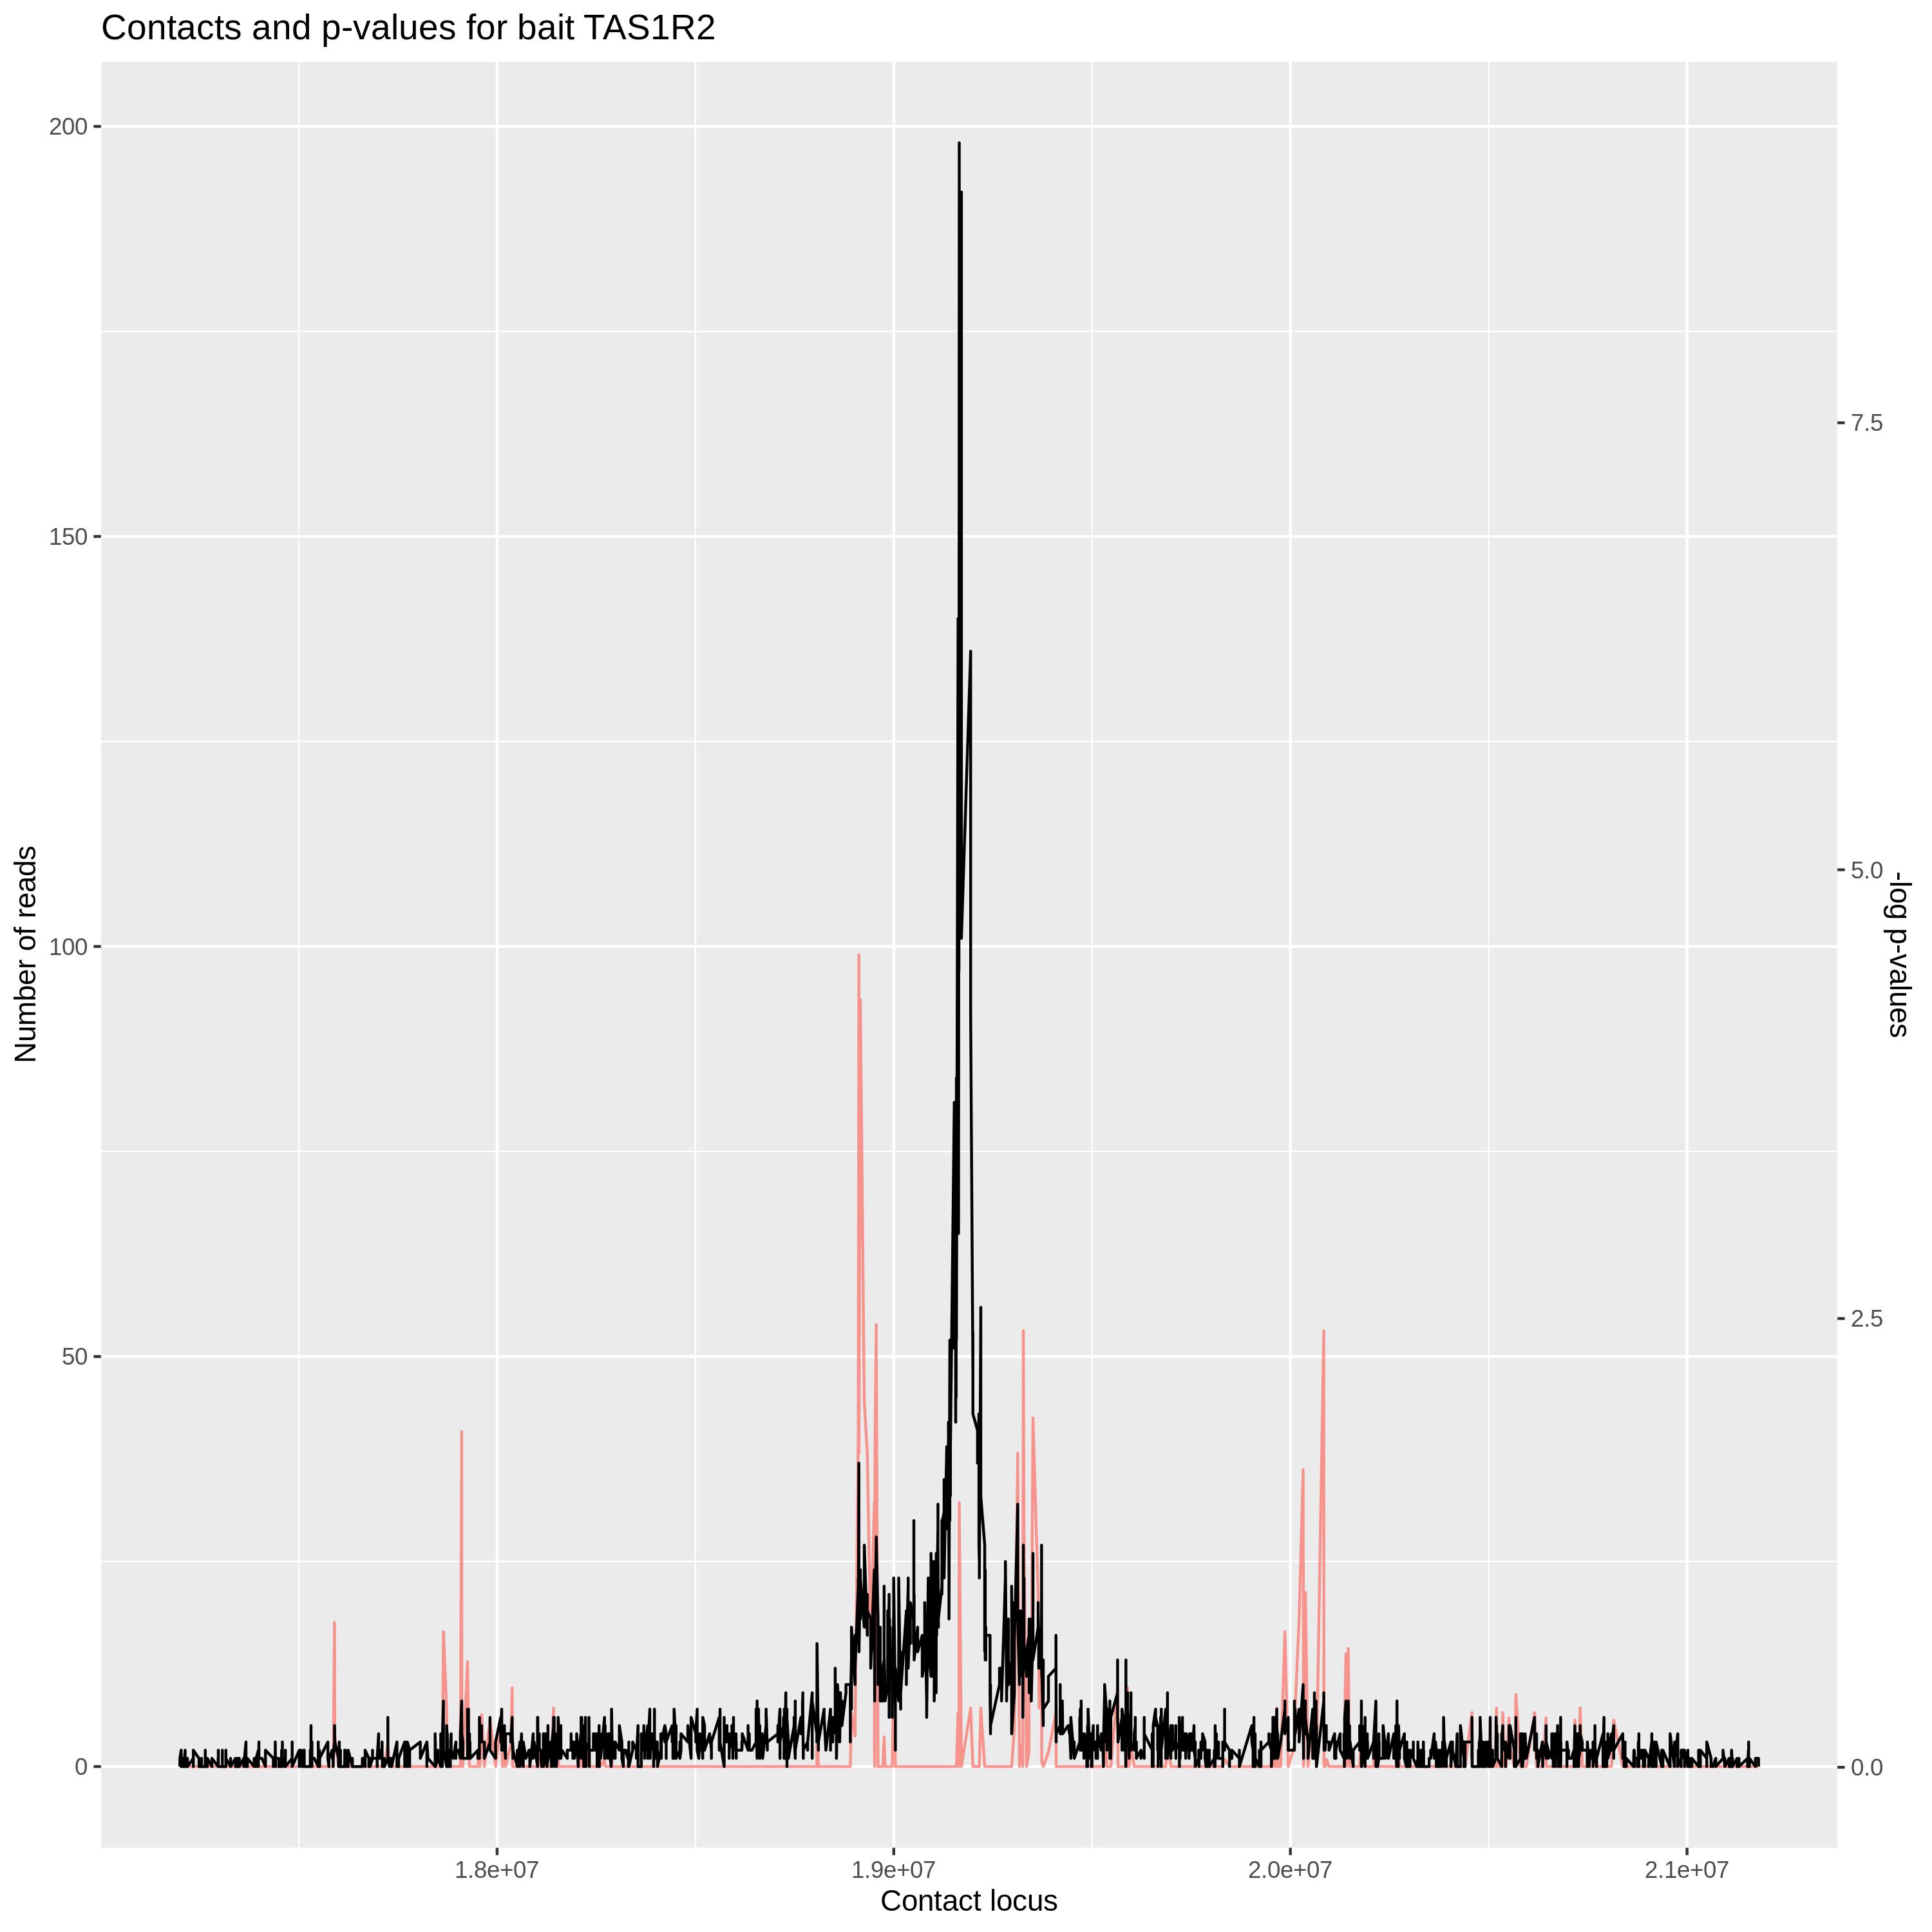 Contacts and p-values for bait TAS1R2
200
150
100
50
0
Number of reads
7.5
5.0
2.5
0.0
-log p-values
1.8e+07
1.9e+07
2.0e+07
2.1e+07
Contact locus